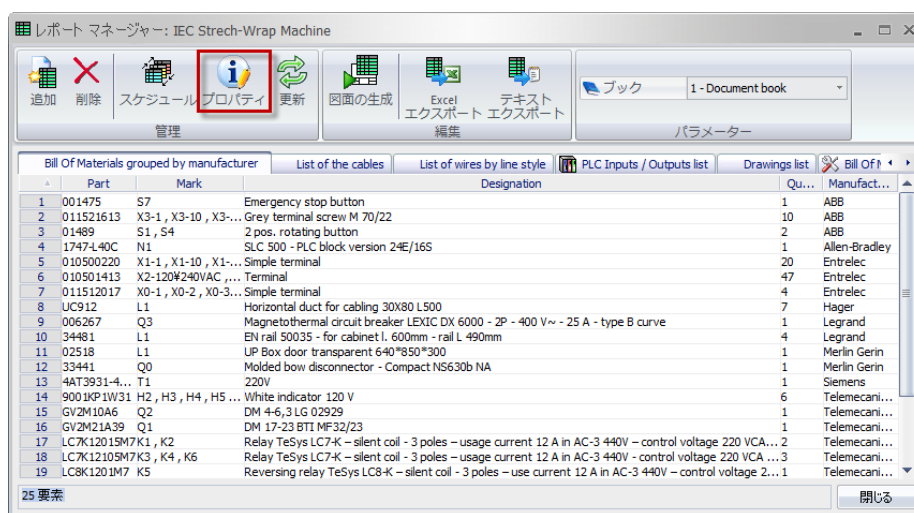 レポート マネージャー: IEC Strech-Wrap Machine
追加 削除 スケジュール プロパティ 更新 図面の生成 Excel エクスポート テキスト エクスポート ブック 1 - Document book
管理 編集 パラメーター
Bill Of Materials grouped by manufacturer List of the cables List of wires by line style PLC Inputs / Outputs list Drawings list Bill Of
Part Mark Designation Qu... Manufact...
1 001475 S7 Emergency stop button 1 ABB
2 011521613 X3-1 , X3-10 , X3-... Grey terminal screw M 70/22 10 ABB
3 01489 S1 , S4 2 pos. rotating button 2 ABB
4 1747-L40C N1 SLC 500 - PLC block version 24E/16S 1 Allen-Bradley
5 010500220 X1-1 , X1-10 , X1-... Simple terminal 20 Entrelec
6 010501413 X2-120¥240VAC ,... Terminal 47 Entrelec
7 011512017 X0-1 , X0-2 , X0-3... Simple terminal 4 Entrelec
8 UC912 L1 Horizontal duct for cabling 30X80 L500 7 Hager
9 006267 Q3 Magnetothermal circuit breaker LEXIC DX 6000 - 2P - 400 V~ - 25 A - type B curve 1 Legrand
10 34481 L1 EN rail 50035 - for cabinet l. 600mm - rail L 490mm 4 Legrand
11 02518 L1 UP Box door transparent 640*850*300 1 Merlin Gerin
12 33441 Q0 Molded bow disconnector - Compact NS630b NA 1 Merlin Gerin
13 4AT3931-4... T1 220V 1 Siemens
14 9001KP1W31 H2 , H3 , H4 , H5 ... White indicator 120 V 6 Telemecani...
15 GV2M10A6 Q2 DM 4-6,3 LG 02929 1 Telemecani...
16 GV2M21A39 Q1 DM 17-23 BTI MF32/23 1 Telemecani...
17 LC7K12015M7 K1 , K2 Relay TeSys LC7-K – silent coil - 3 poles – usage current 12 A in AC-3 440V – control voltage 220 VCA... 2 Telemecani...
18 LC7K12105M7 K3 , K4 , K6 Relay TeSys LC7-K – silent coil - 3 poles – usage current 12 A in AC-3 440V - control voltage 220 VCA ... 3 Telemecani...
19 LC8K1201M7 K5 Reversing relay TeSys LC8-K – silent coil - 3 poles – use current 12 A in AC-3 440V – control voltage 2... 1 Telemecani...
25 要素 閉じる